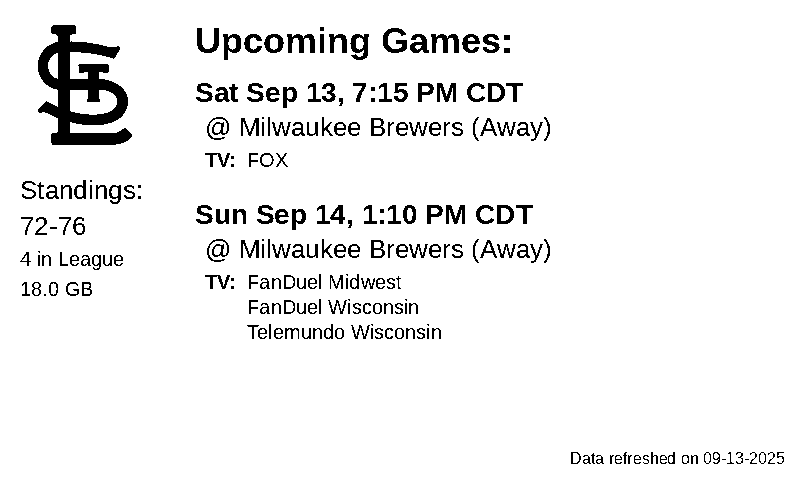 STL
Standings:
72-76
4 in League
18.0 GB
Upcoming Games:
Sat Sep 13, 7:15 PM CDT
@ Milwaukee Brewers (Away)
TV: FOX
Sun Sep 14, 1:10 PM CDT
@ Milwaukee Brewers (Away)
TV: FanDuel Midwest
FanDuel Wisconsin
Telemundo Wisconsin
Data refreshed on 09-13-2025